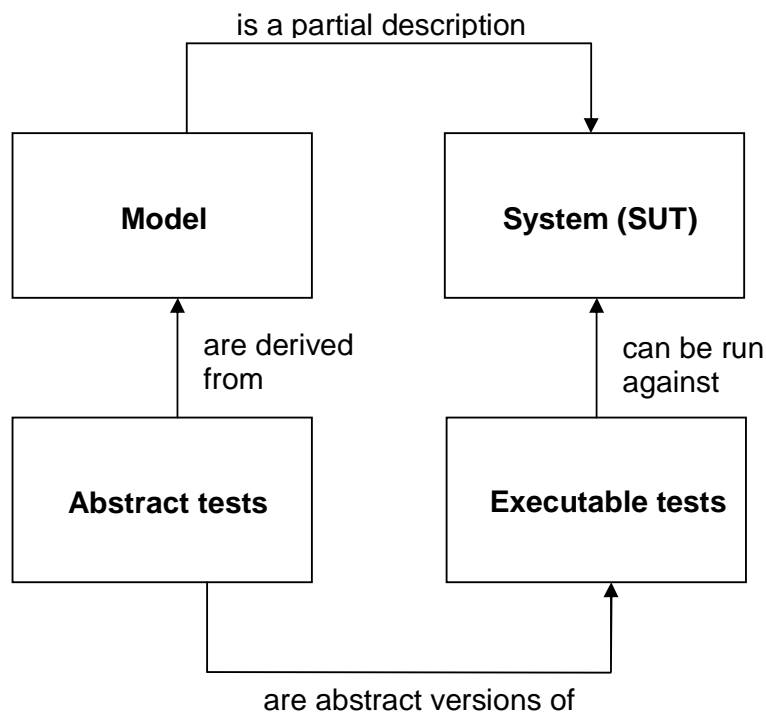 is a partial description
Model
System (SUT)
are derived
from
can be run
against
Abstract tests
Executable tests
are abstract versions of